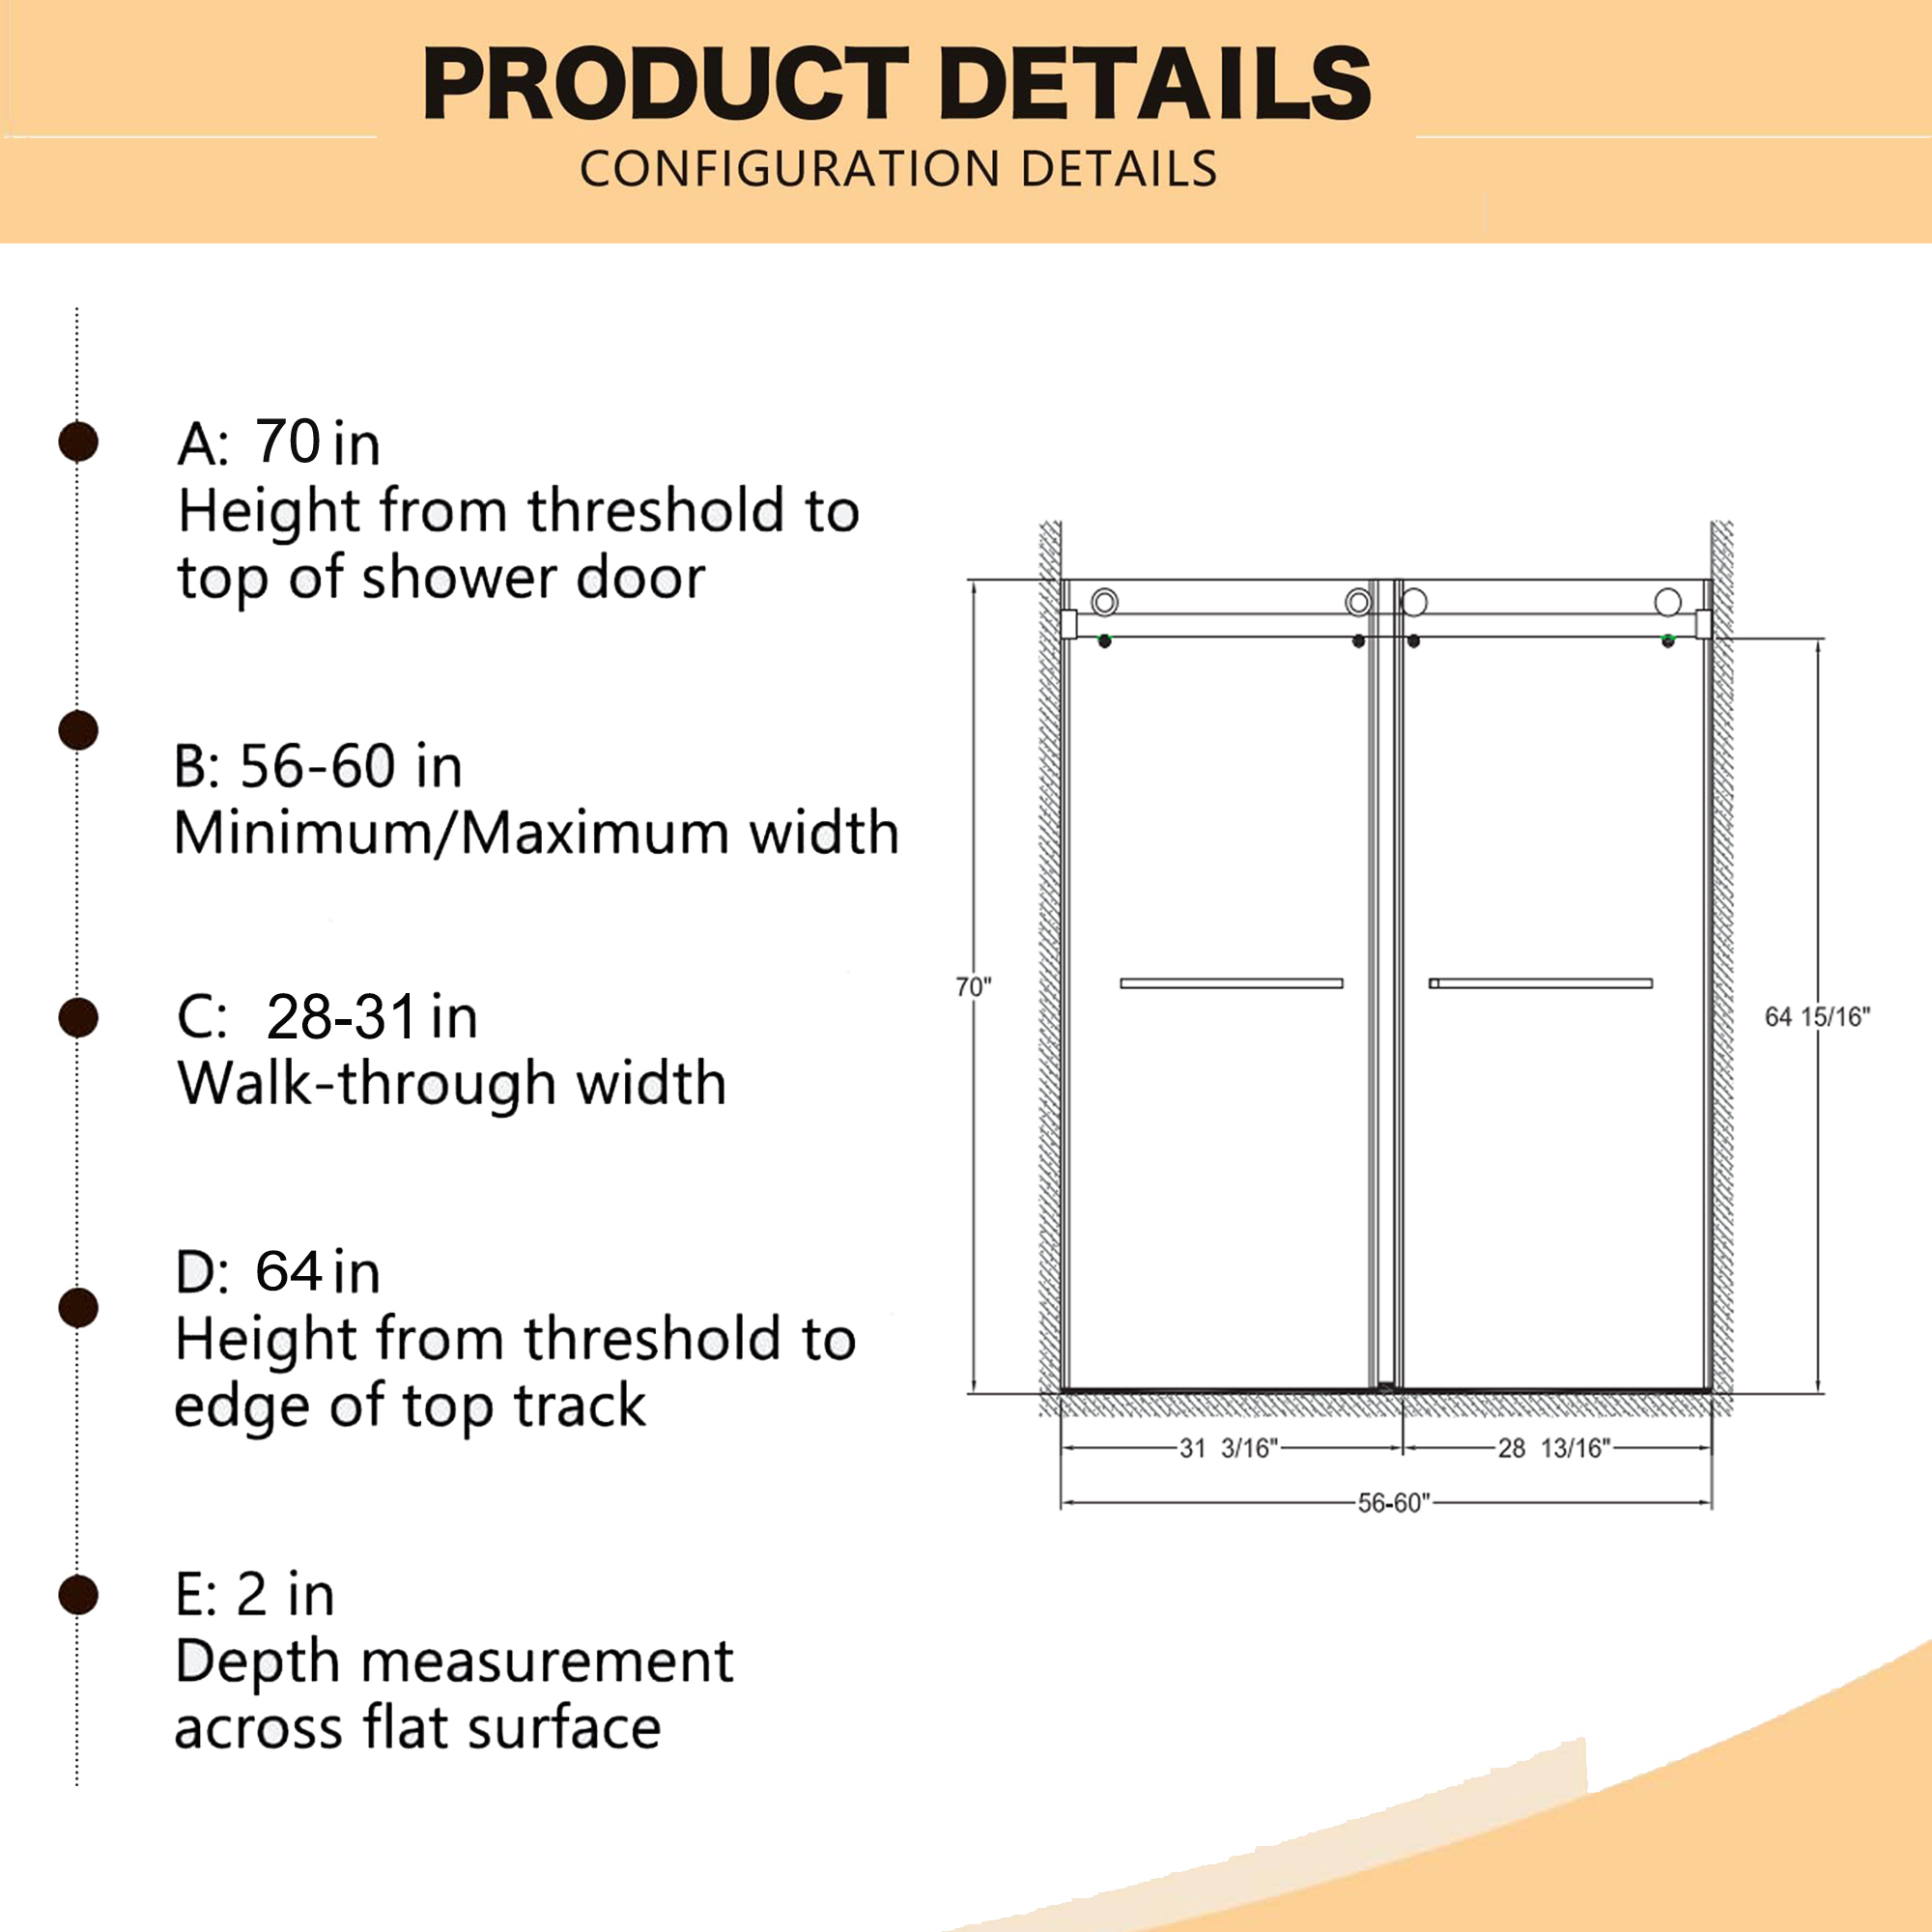 PRODUCT DETAILS
CONFIGURATION DETAILS
A: 70 in
Height from threshold to
top of shower door
B: 56-60 in
Minimum/Maximum width
C: 28-31 in
Walk-through width
D: 64 in
Height from threshold to
edge of top track
E: 2 in
Depth measurement
across flat surface
70"
64 15/16"
31 3/16"
28 13/16"
56-60"